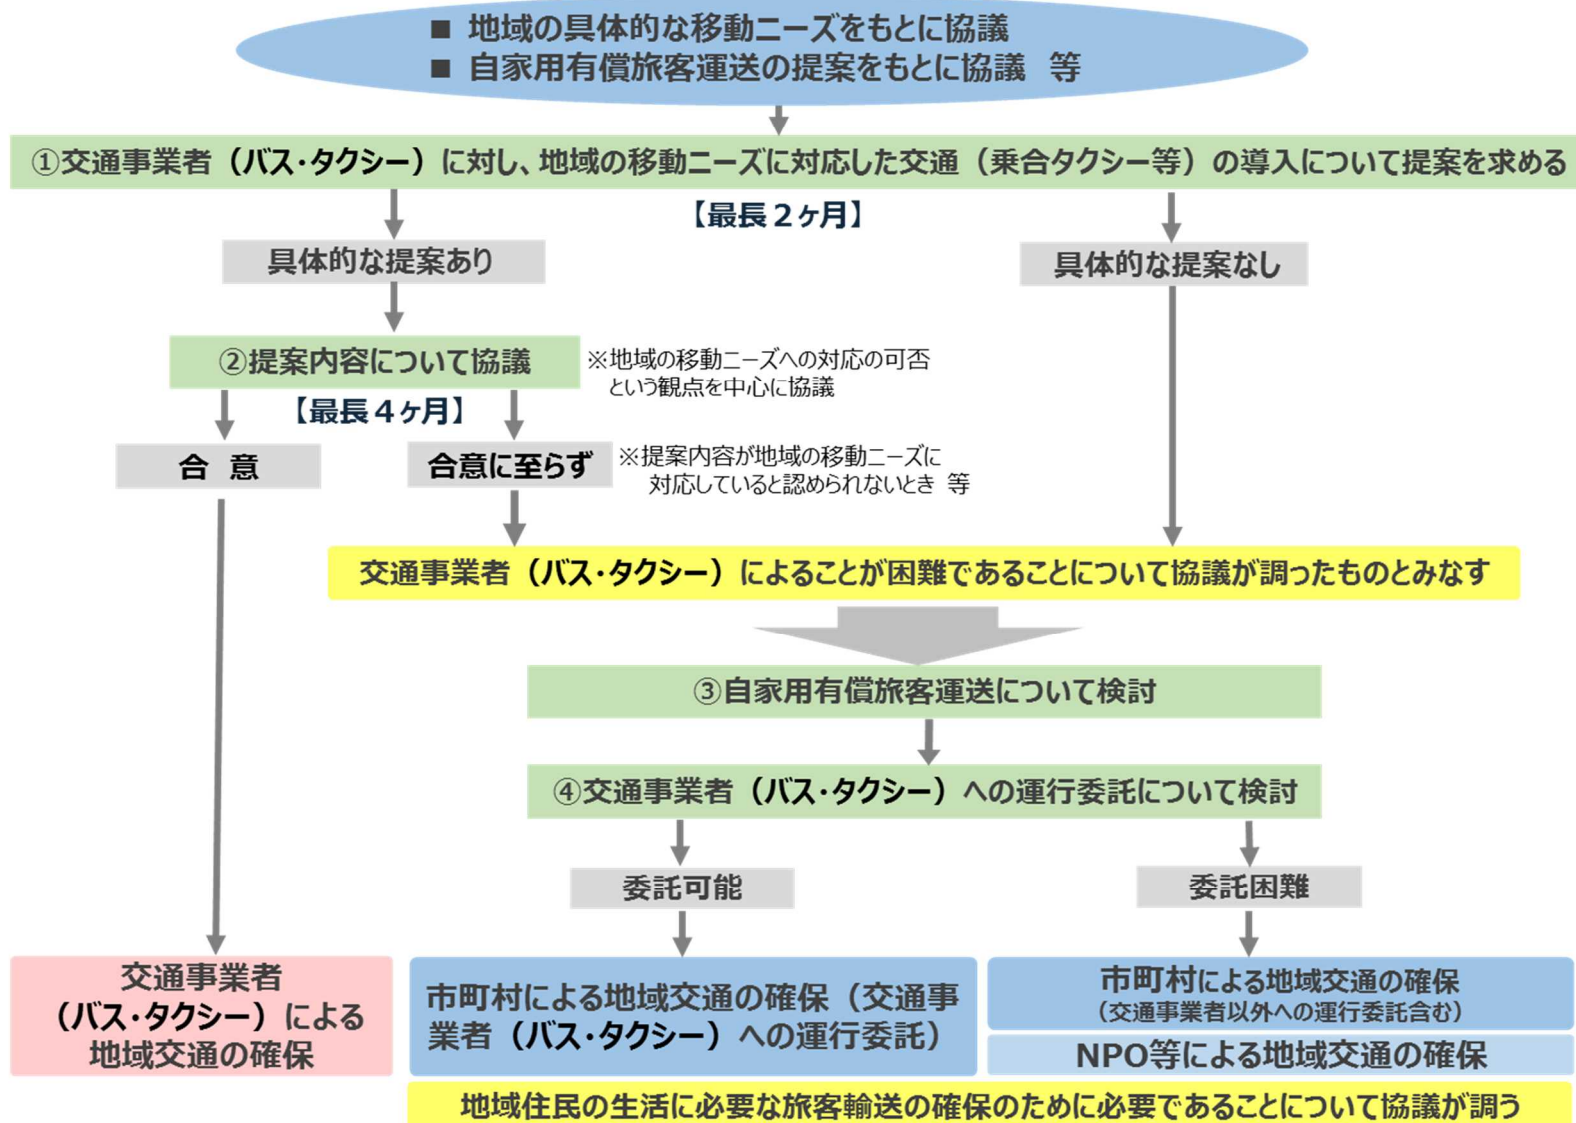 ■ 地域の具体的な移動ニーズをもとに協議
■ 自家用有償旅客運送の提案をもとに協議 等
①交通事業者（バス・タクシー）に対し、地域の移動ニーズに対応した交通（乗合タクシー等）の導入について提案を求める
【最長２ヶ月】
具体的な提案あり
具体的な提案なし
②提案内容について協議
※地域の移動ニーズへの対応の可否
という観点を中心に協議
【最長４ヶ月】
合 意
合意に至らず
※提案内容が地域の移動ニーズに
対応していると認められないとき 等
交通事業者（バス・タクシー）によることが困難であることについて協議が調ったものとみなす
③自家用有償旅客運送について検討
④交通事業者（バス・タクシー）への運行委託について検討
委託可能
委託困難
交通事業者
（バス・タクシー）による
地域交通の確保
市町村による地域交通の確保（交通事
業者（バス・タクシー）への運行委託）
市町村による地域交通の確保
（交通事業者以外への運行委託含む）
NPO等による地域交通の確保
地域住民の生活に必要な旅客輸送の確保のために必要であることについて協議が調う